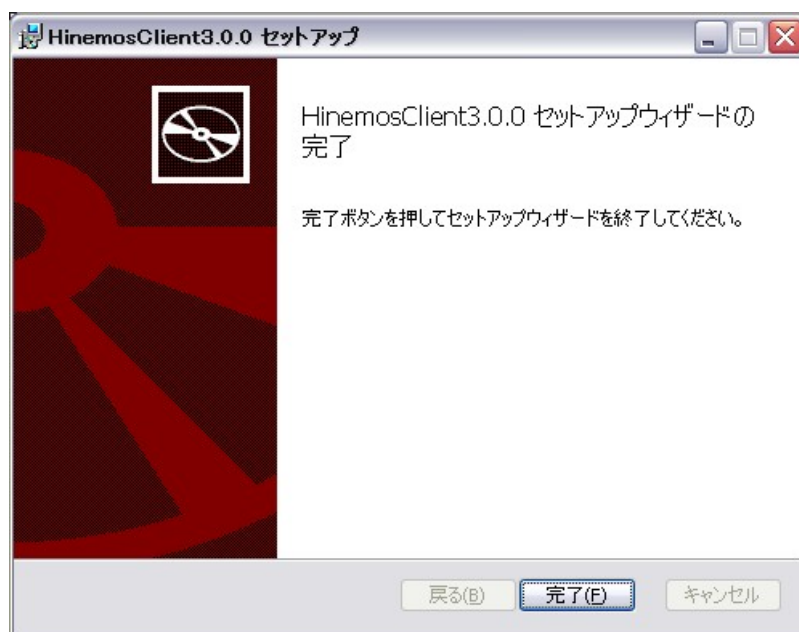 HinemosClient3.0.0 セットアップ
HinemosClient3.0.0 セットアップウィザードの
完了
完了ボタンを押してセットアップウィザードを終了してください。
戻る(B) 完了(F) キャンセル